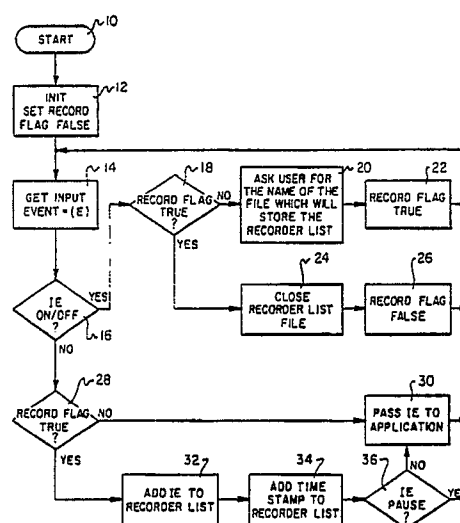 10
START
12
INIT
SET RECORD
FLAG FALSE
14
GET INPUT
EVENT = (E)
18
RECORD FLAG
TRUE
?
NO
YES
20
ASK USER FOR
THE NAME OF THE
FILE WHICH WILL
STORE THE
RECORDER LIST
22
RECORD FLAG
TRUE
24
CLOSE
RECORDER LIST
FILE
26
RECORD FLAG
FALSE
IE
ON/OFF
?
YES
16
NO
28
RECORD FLAG
TRUE
?
NO
YES
30
PASS IE TO
APPLICATION
32
ADD IE TO
RECORDER LIST
34
ADD TIME
STAMP TO
RECORDER LIST
36
NO
IE
PAUSE
?
YES